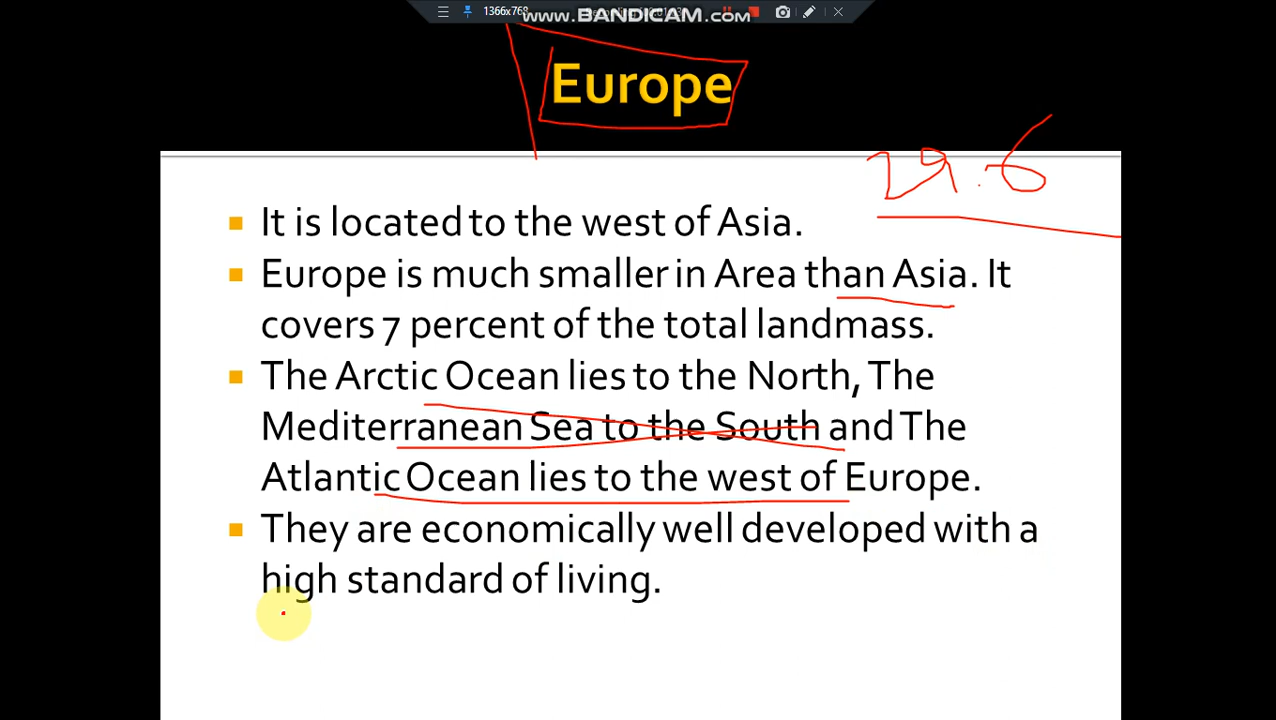 1366x768
WWW.BANDICAM.COM
Europe
29.6
It is located to the west of Asia.
Europe is much smaller in Area than Asia. It
covers 7 percent of the total landmass.
The Arctic Ocean lies to the North, The
Mediterranean Sea to the South and The
Atlantic Ocean lies to the west of Europe.
They are economically well developed with a
high standard of living.